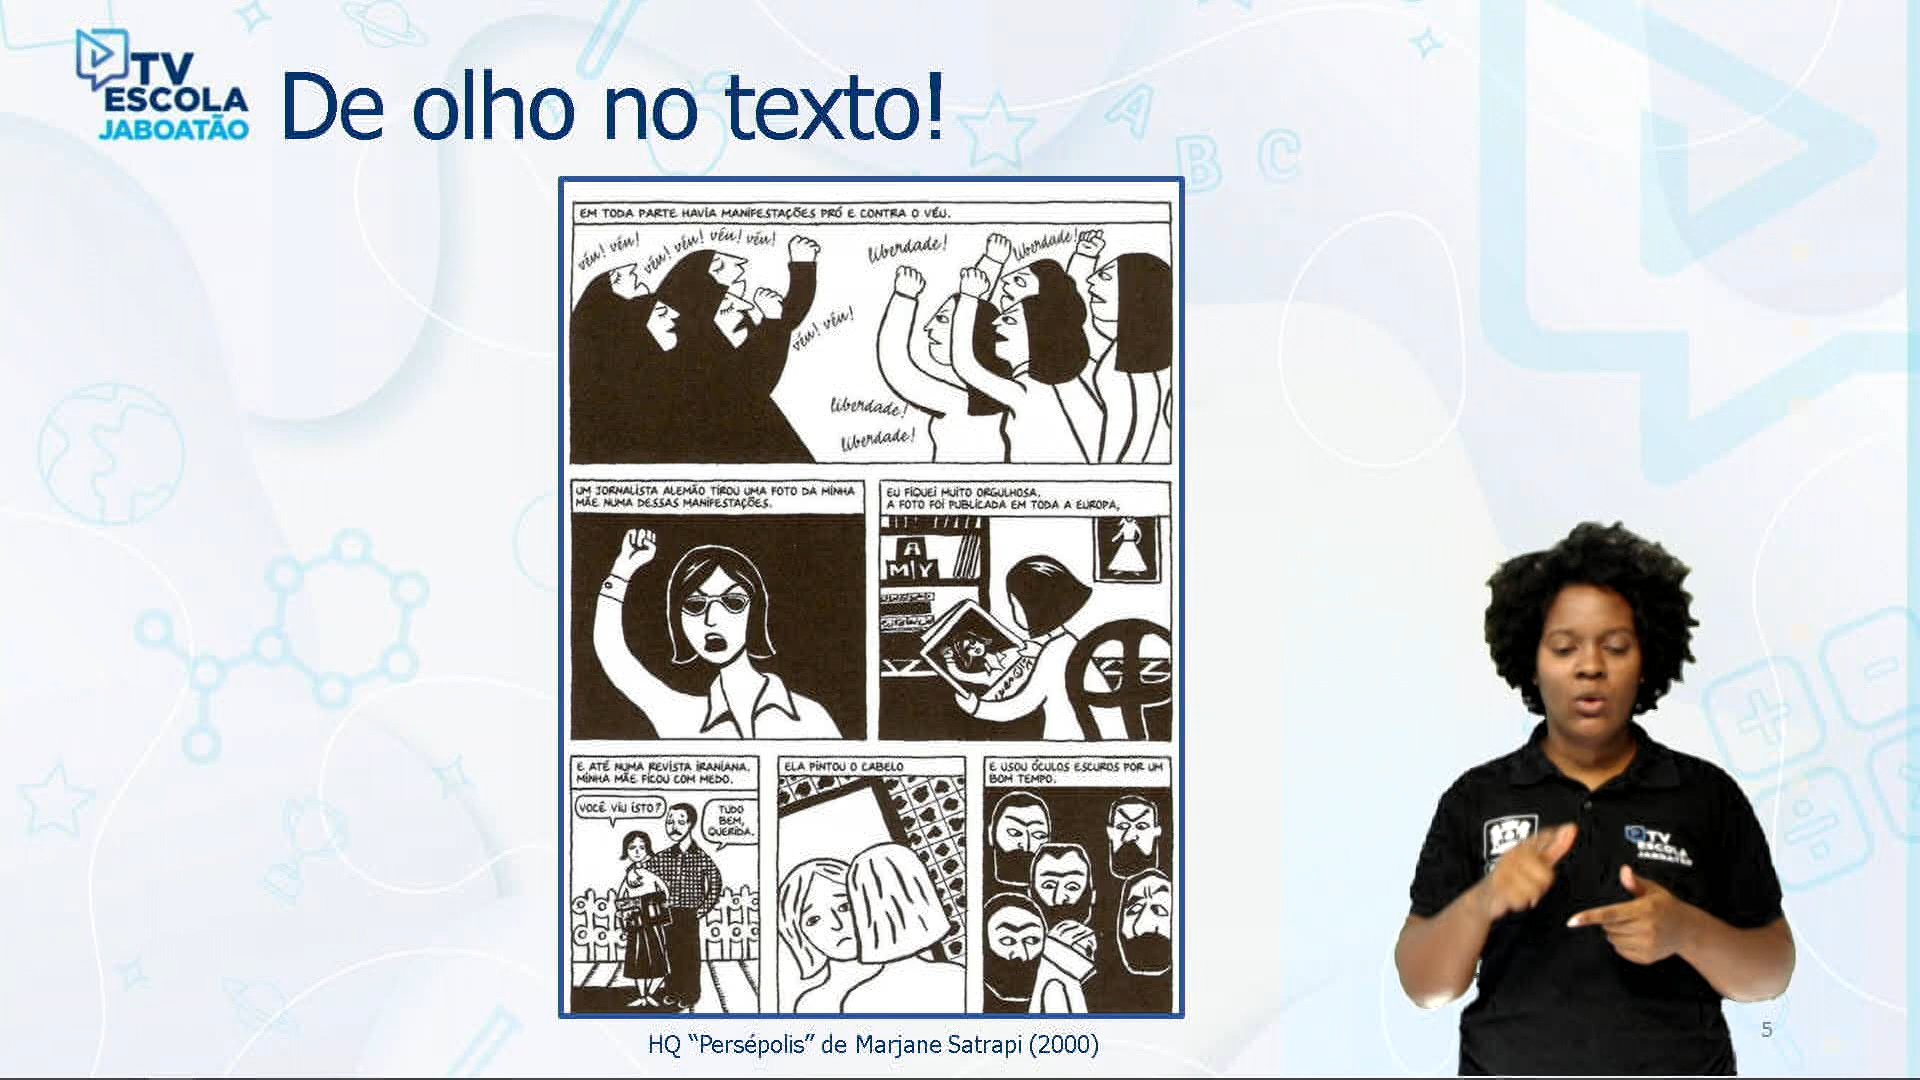 TV
ESCOLA
JABOATÃO
De olho no texto!
A
B C
EM TODA PARTE HAVIA MANIFESTAÇÕES PRÓ E CONTRA O VÉU.
véu! véu! véu! véu! véu! véu!
véu! véu!
liberdade! liberdade!
liberdade!
liberdade!
UM JORNALISTA ALEMÃO TIROU UMA FOTO DA MINHA
MÃE NUMA DESSAS MANIFESTAÇÕES.
EU FIQUEI MUITO ORGULHOSA.
A FOTO FOI PUBLICADA EM TODA A EUROPA,
A
M Y
E ATÉ NUMA REVISTA IRANIANA.
MINHA MÃE FICOU COM MEDO.
VOCÊ VIU ISTO?
TUDO
BEM,
QUERIDA.
ELA PINTOU O CABELO
E USOU ÓCULOS ESCUROS POR UM
BOM TEMPO.
HQ “Persépolis” de Marjane Satrapi (2000)
TV
ESCOLA
JABOATÃO
5